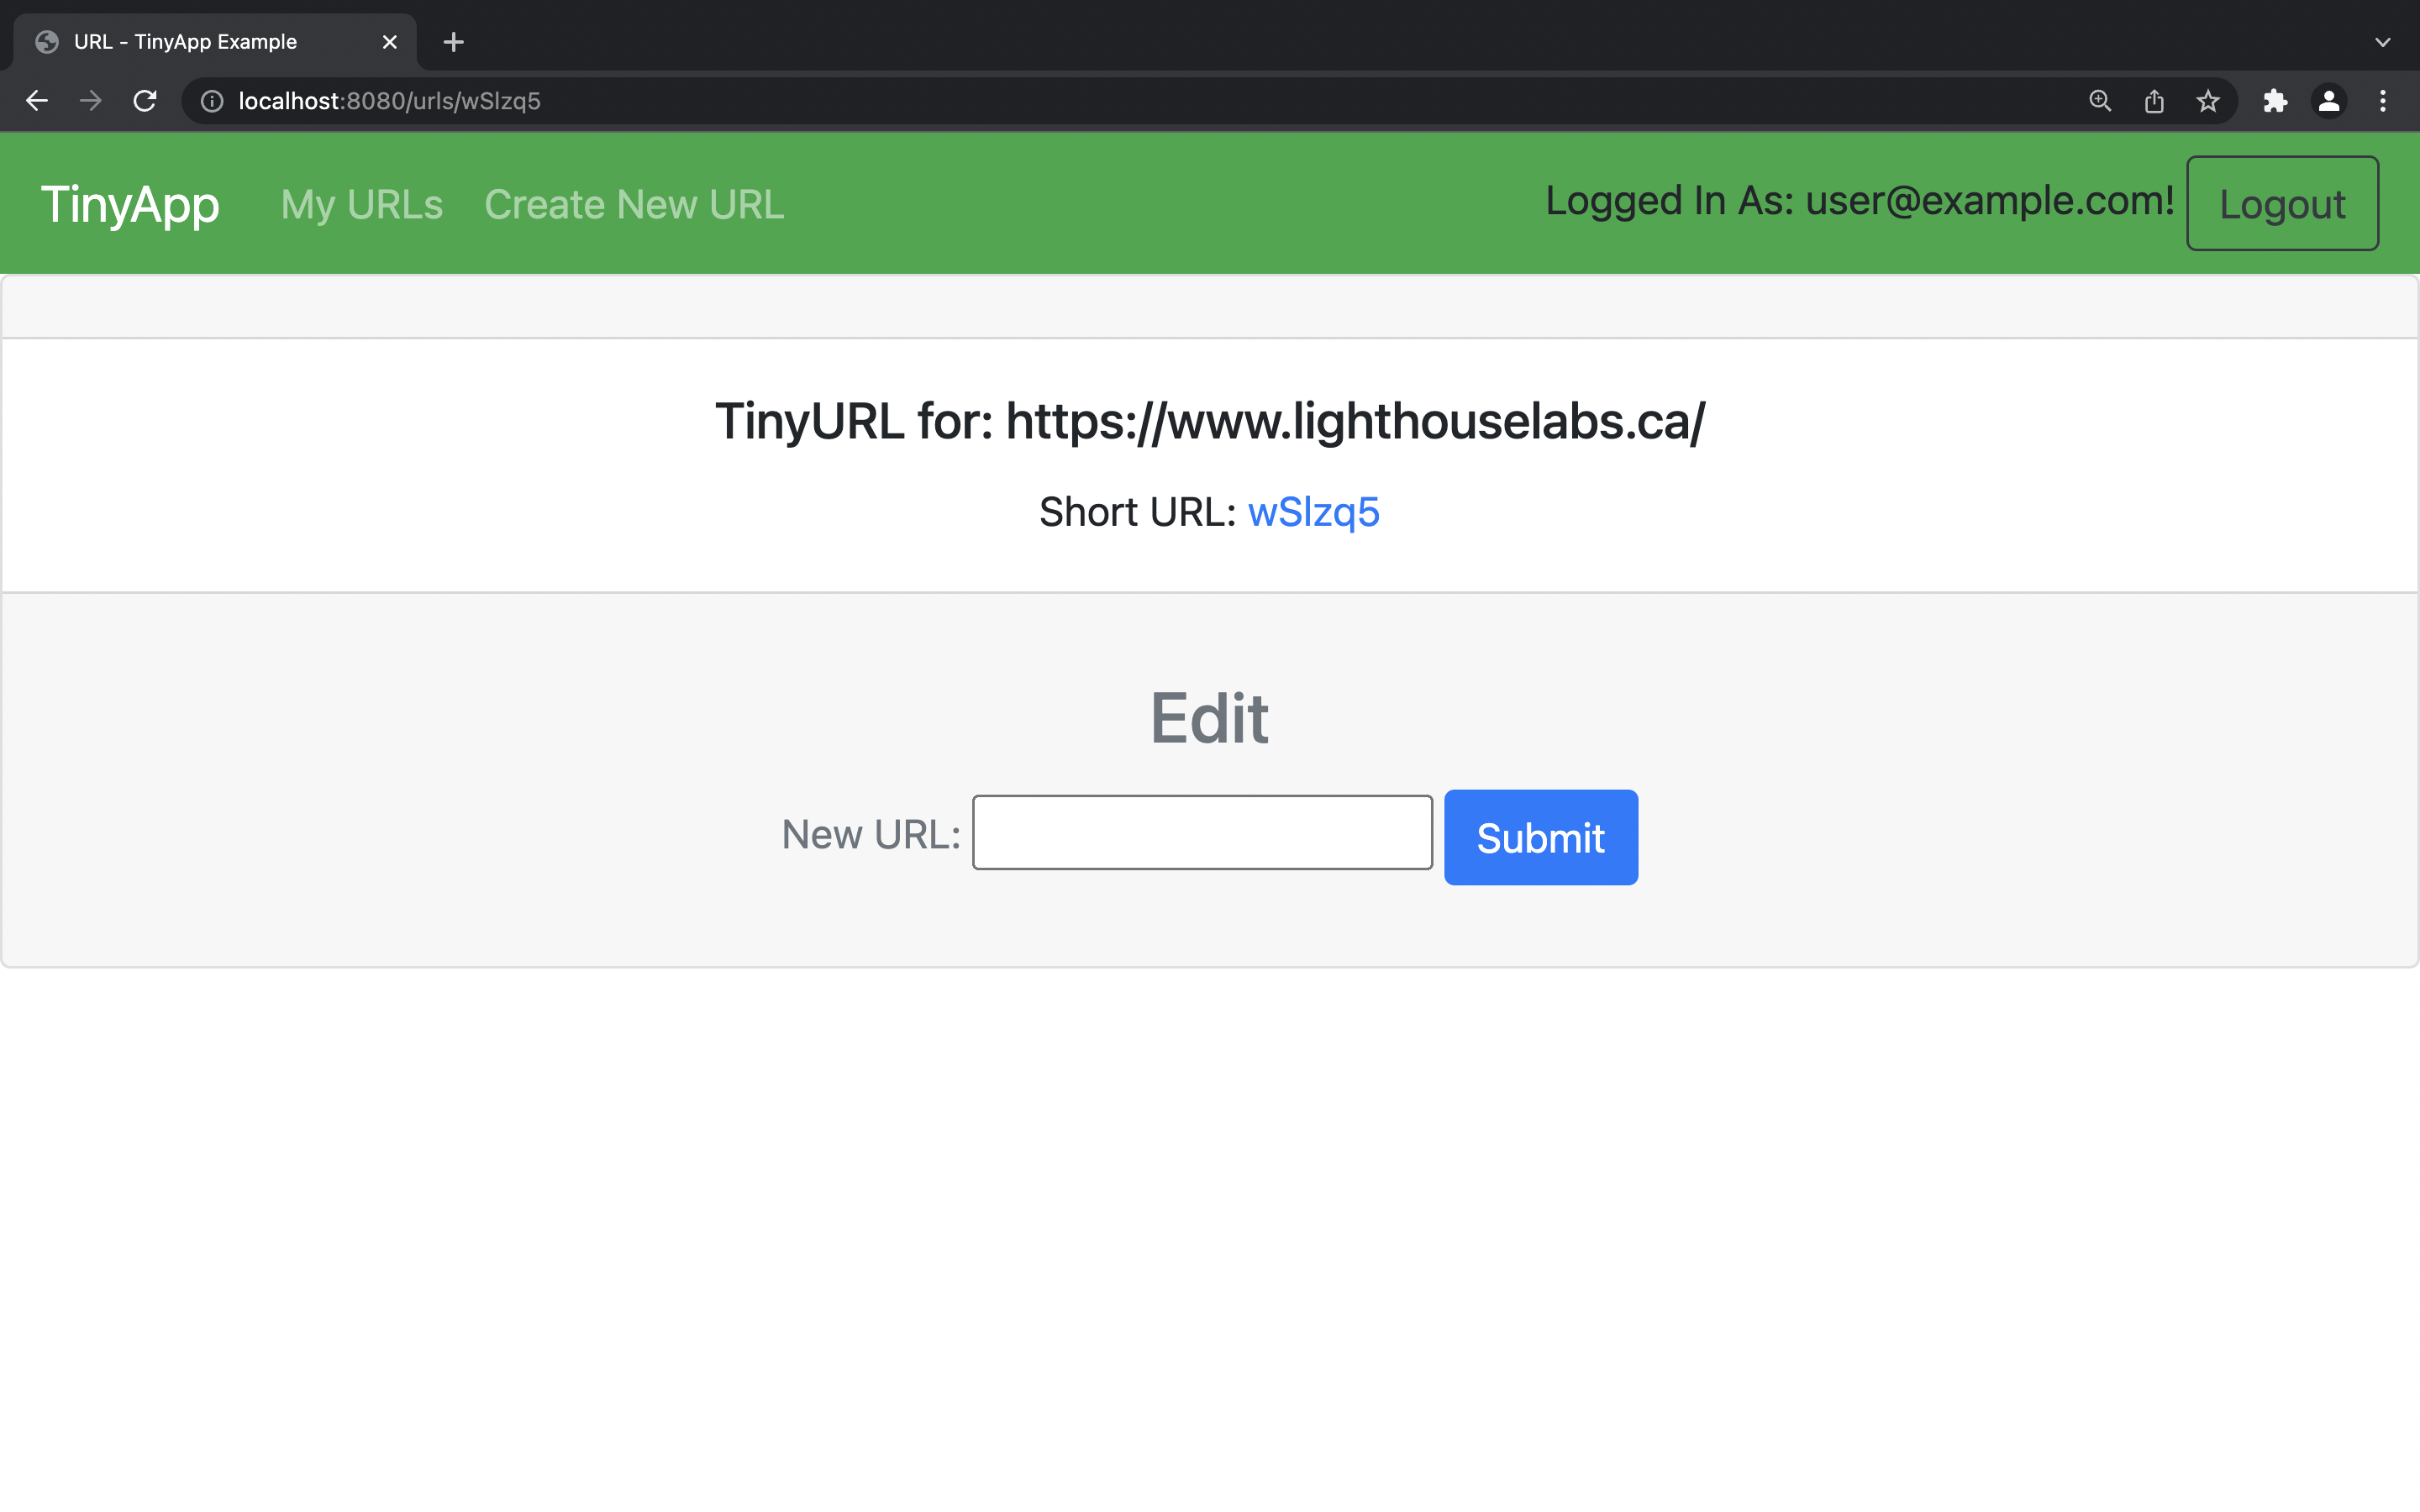 URL - TinyApp Example
localhost:8080/urls/wSlzq5
TinyApp My URLs Create New URL Logged In As: user@example.com! Logout
TinyURL for: https://www.lighthouselabs.ca/
Short URL: wSlzq5
Edit
New URL: Submit